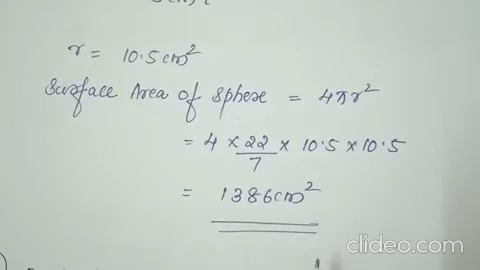 r = 10.5 cm²
Surface Area of Sphere = 4πr²
= 4 × 22/7 × 10.5 × 10.5
= 1386 cm²
clideo.com